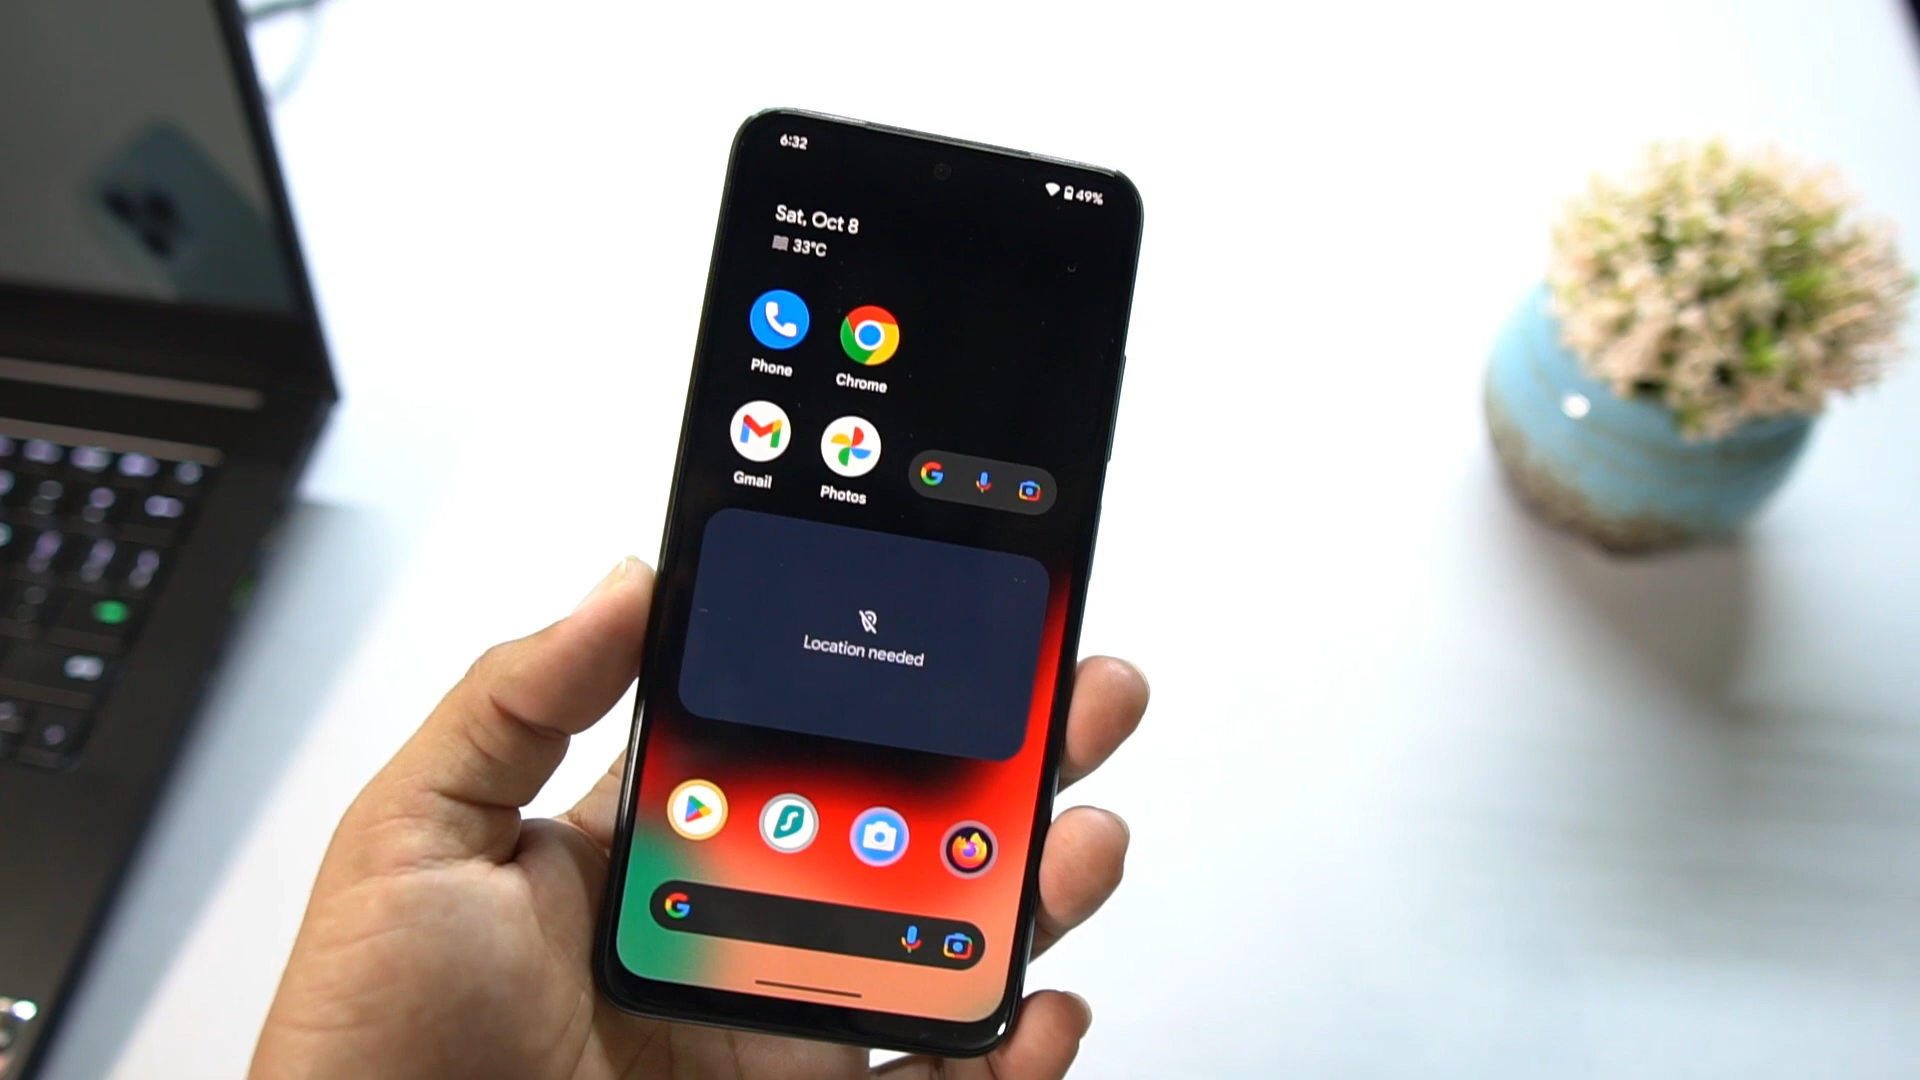 6:32
49%
Sat, Oct 8
33°C
Phone
Chrome
Gmail
Photos
Location needed